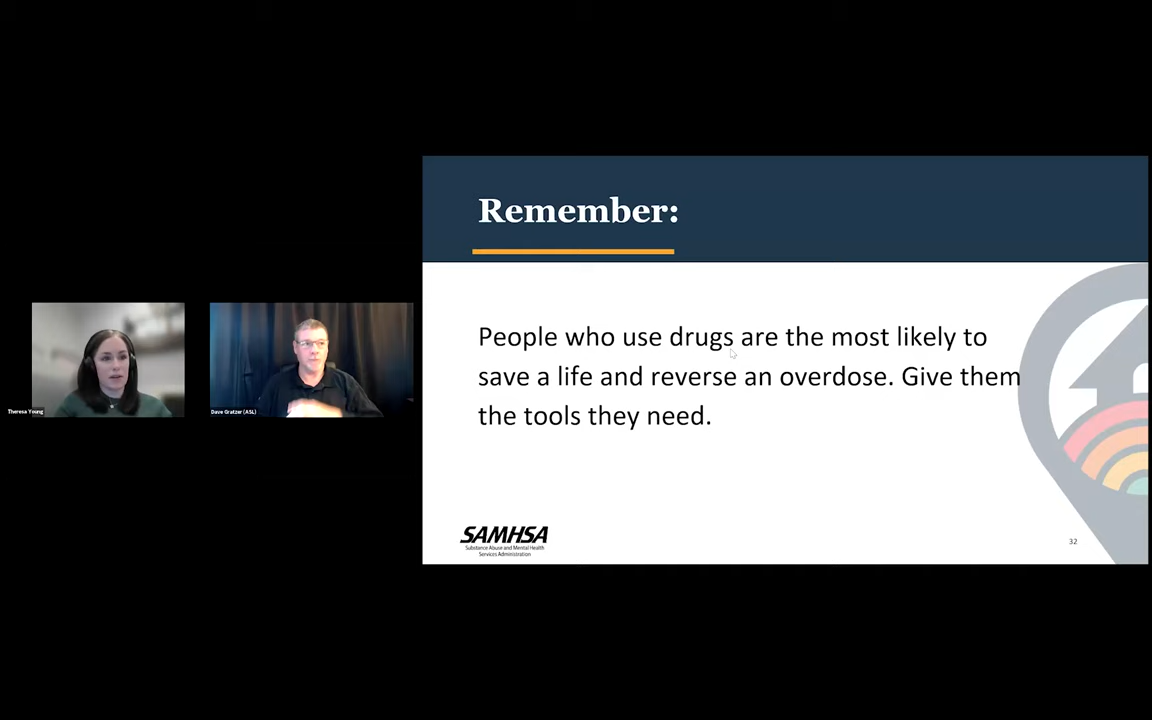 Remember:
People who use drugs are the most likely to
save a life and reverse an overdose. Give them
the tools they need.
SAMHSA
Substance Abuse and Mental Health
Services Administration
32
Theresa Young
Dave Gratzer (ASL)